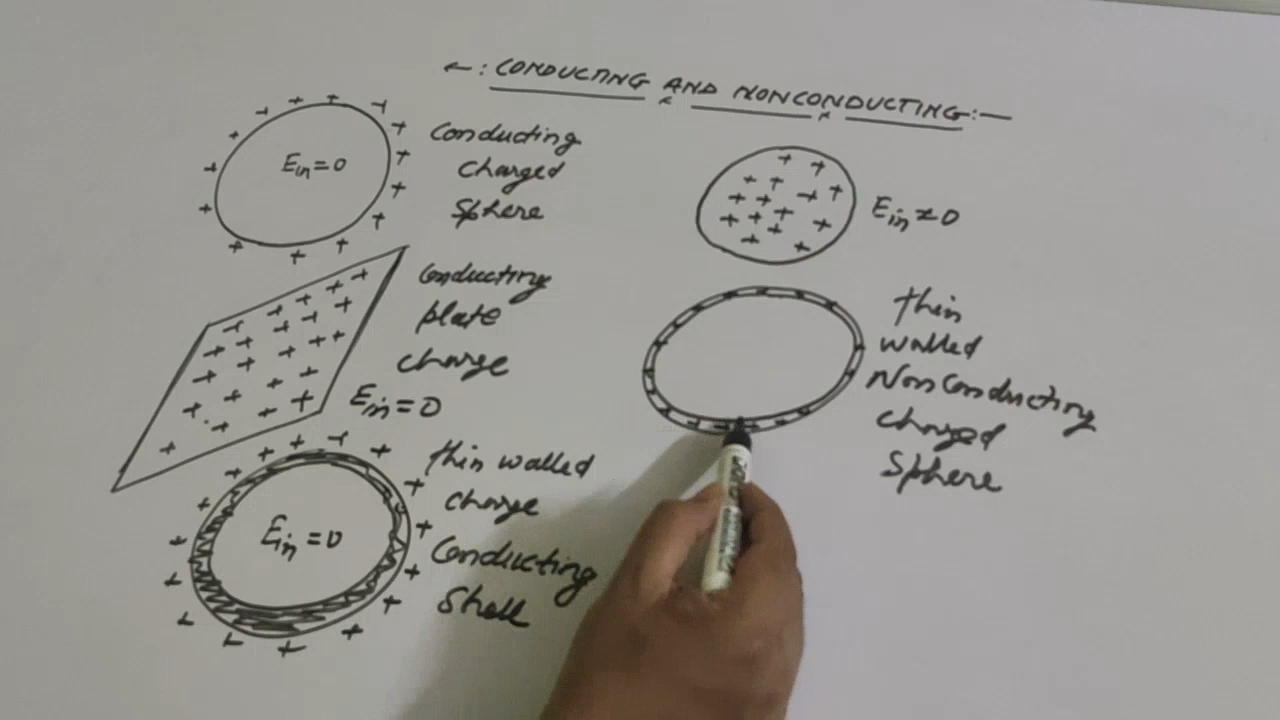 ←: CONDUCTING AND NONCONDUCTING:—
Ein=0
Conducting
Charged
Sphere
Conducting
plate
charge
Ein=0
thin walled
charge
Conducting
Shell
Ein=0
Ein≠0
thin
walled
NonConducting
Charged
Sphere